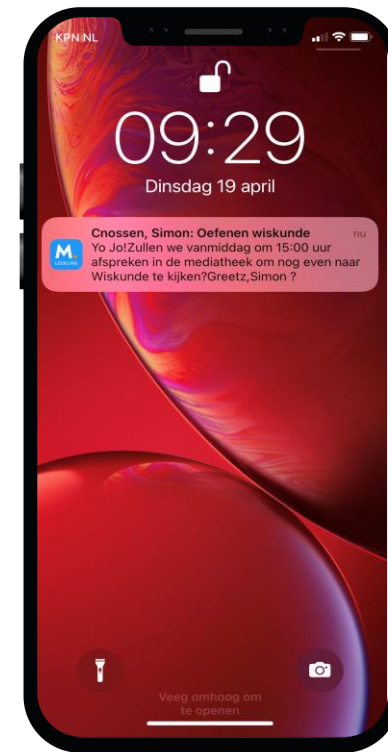 KPN NL
09:29
Dinsdag 19 april
Cnossen, Simon: Oefenen wiskunde nu
Yo Jo!Zullen we vanmiddag om 15:00 uur
afspreken in de mediatheek om nog even naar
Wiskunde te kijken?Greetz,Simon ?
M.
LEERLING
Veeg omhoog om
te openen